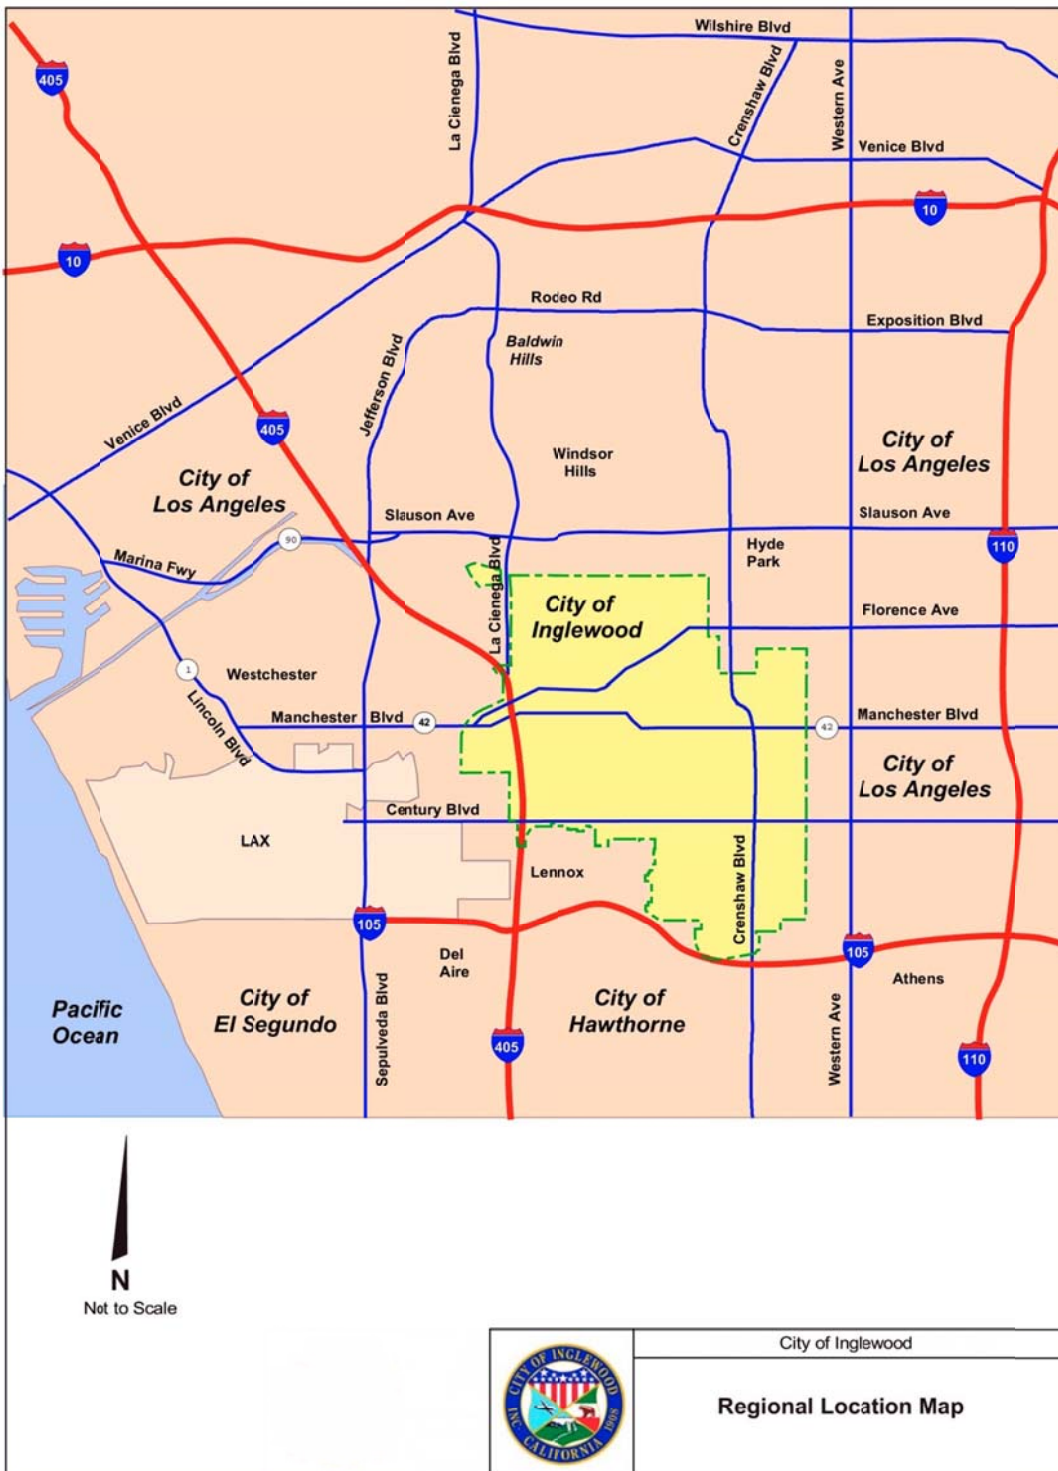 Wilshire Blvd
La Cienega Blvd
Crenshaw Blvd
Western Ave
405
Venice Blvd
10
10
Rodeo Rd
Exposition Blvd
Baldwin
Hills
Jefferson Blvd
Venice Blvd
405
City of
Los Angeles
Windsor
Hills
City of
Los Angeles
Slauson Ave
Slauson Ave
90
Marina Fwy
Hyde
Park
110
La Cienega Blvd
City of
Inglewood
Florence Ave
1
Westchester
Lincoln Blvd
Manchester Blvd
42
42
Manchester Blvd
City of
Los Angeles
Century Blvd
LAX
Lennox
Crenshaw Blvd
105
Del
Aire
105
Athens
Pacific
Ocean
City of
El Segundo
Sepulveda Blvd
City of
Hawthorne
Western Ave
405
110
N
Not to Scale
CITY OF INGLEWOOD
INC. CALIFORNIA 1908
City of Inglewood
Regional Location Map